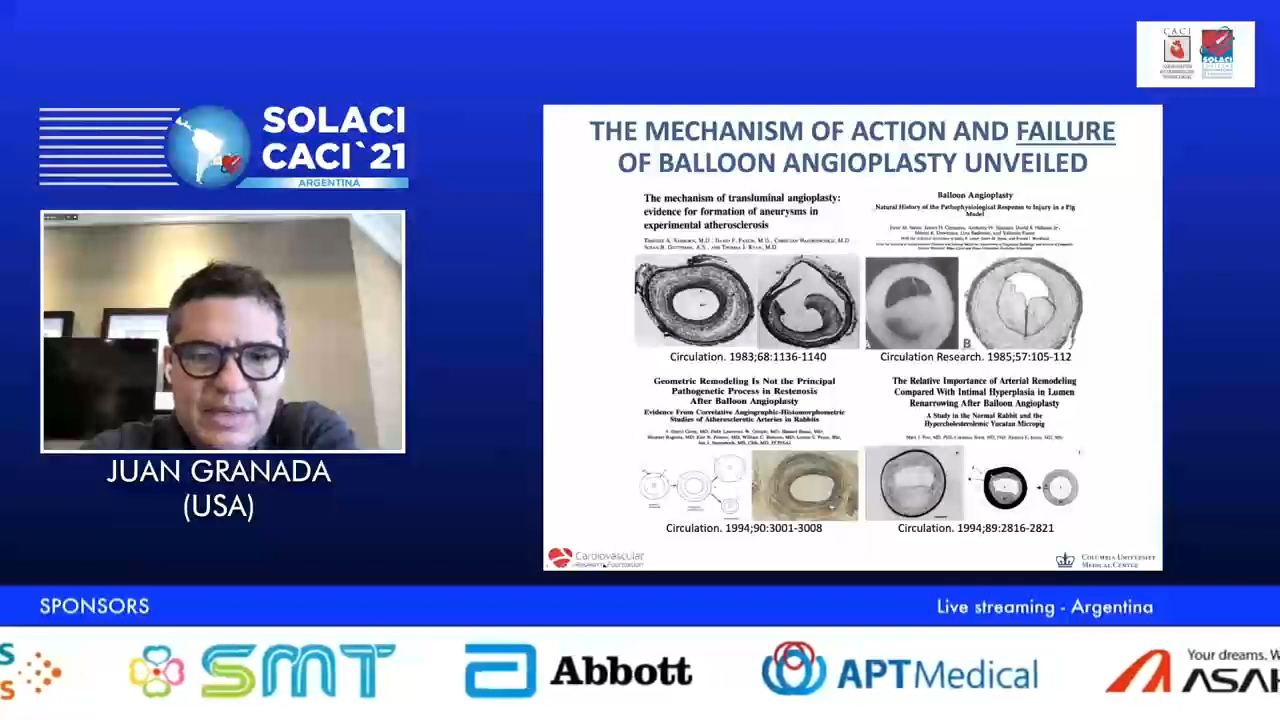 CACI
SOLACI
SOLACI
CACI`21
ARGENTINA
JUAN GRANADA
(USA)
THE MECHANISM OF ACTION AND FAILURE
OF BALLOON ANGIOPLASTY UNVEILED
The mechanism of transluminal angioplasty:
evidence for formation of aneurysms in
experimental atherosclerosis
Circulation. 1983;68:1136-1140
Balloon Angioplasty
Natural History of the Pathophysiological Response to Injury in a Pig
Model
B
Circulation Research. 1985;57:105-112
Geometric Remodeling Is Not the Principal
Pathogenetic Process in Restenosis
After Balloon Angioplasty
Evidence From Correlative Angiographic-Histomorphometric
Studies of Atherosclerotic Arteries in Rabbits
Circulation. 1994;90:3001-3008
The Relative Importance of Arterial Remodeling
Compared With Intimal Hyperplasia in Lumen
Renarrowing After Balloon Angioplasty
A Study in the Normal Rabbit and the
Hypercholesterolemic Yucatan Micropig
Circulation. 1994;89:2816-2821
Cardiovascular
Research Foundation
COLUMBIA UNIVERSITY
MEDICAL CENTER
SPONSORS
Live streaming - Argentina
S
S
SMT
Abbott
APT Medical
Your dreams. W
ASAH